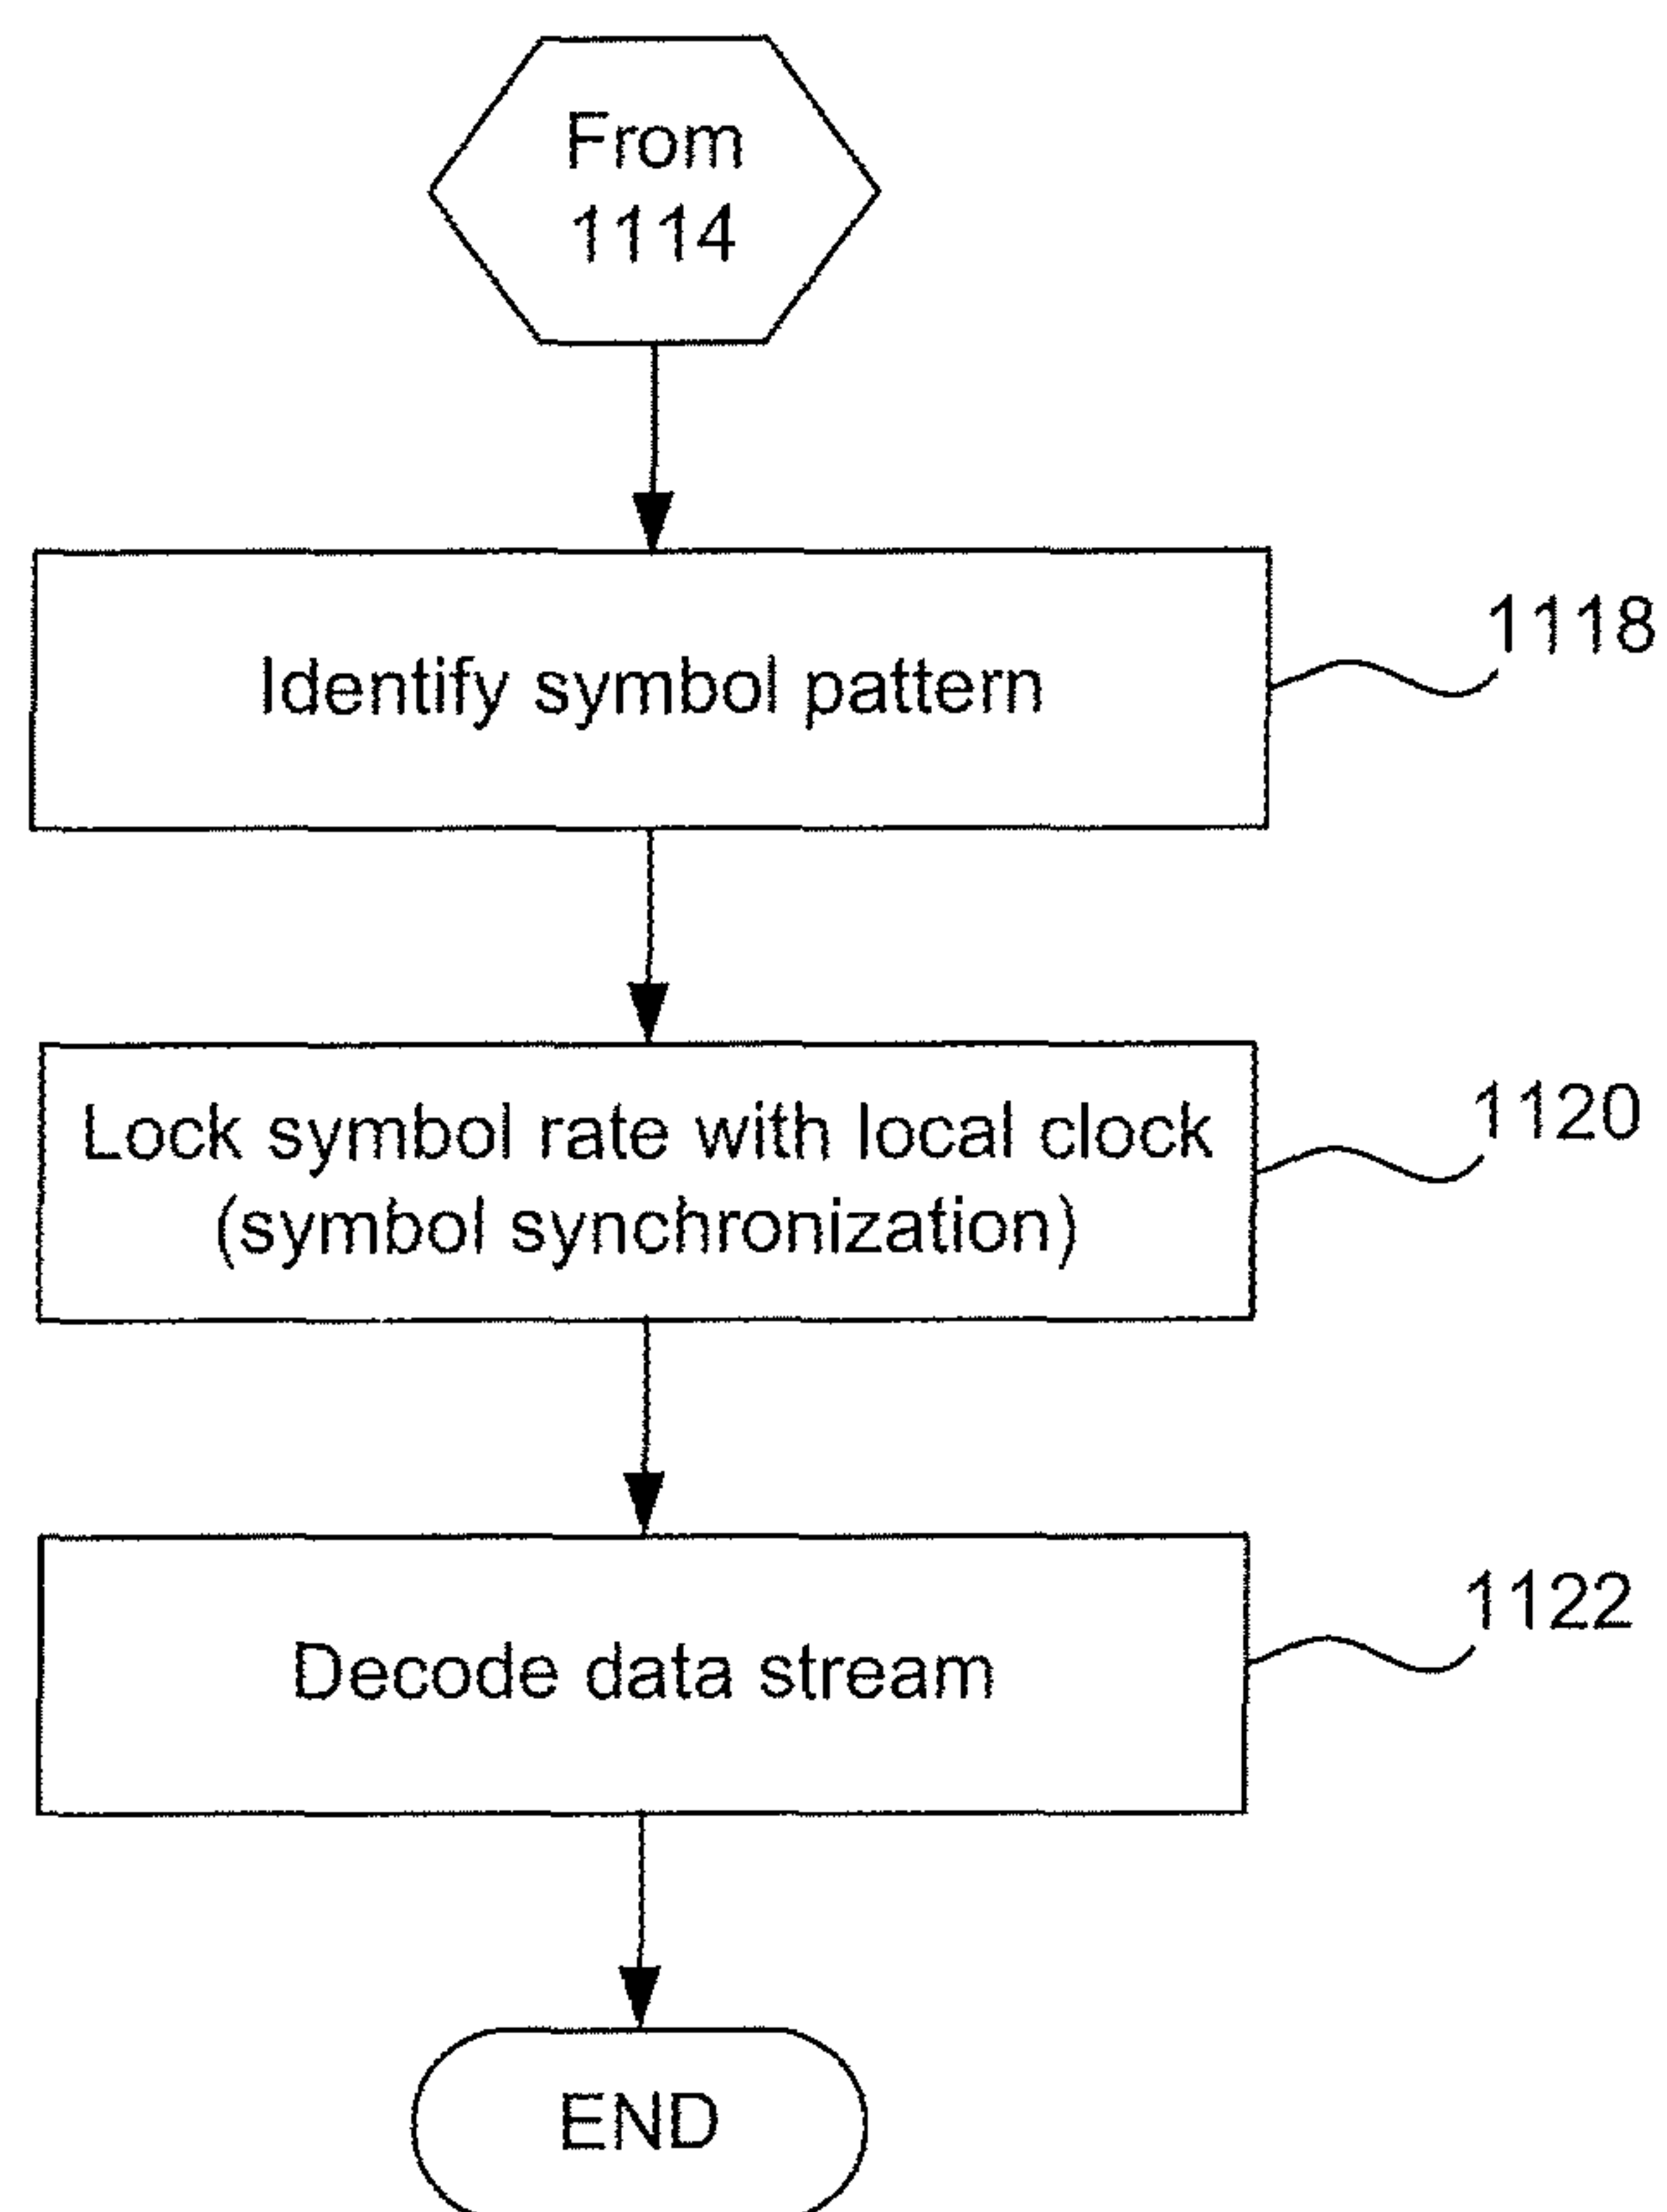 From
1114
Identify symbol pattern
1118
Lock symbol rate with local clock
(symbol synchronization)
1120
Decode data stream
1122
END